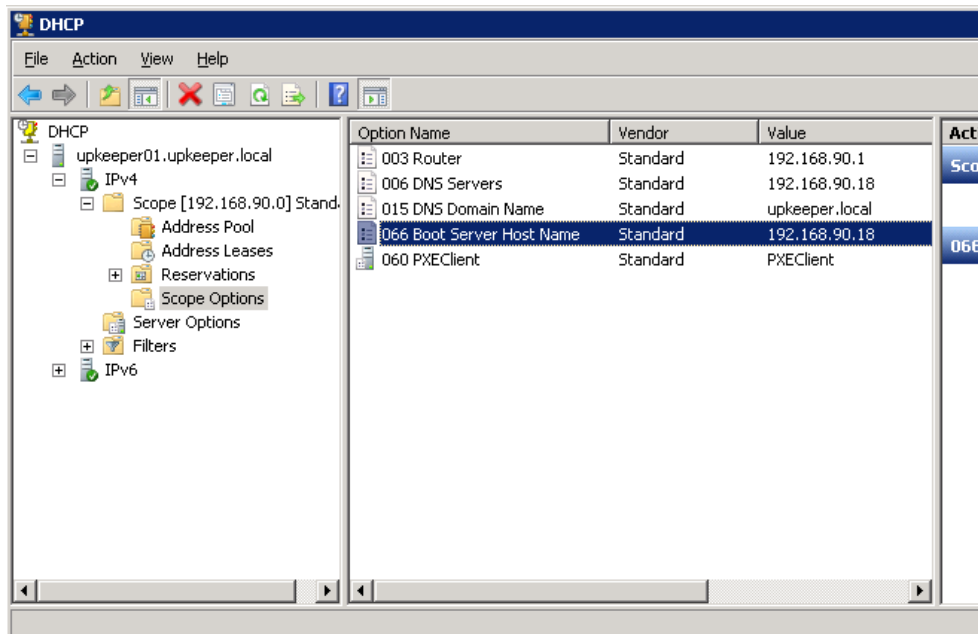 DHCP
File Action View Help
DHCP
upkeeper01.upkeeper.local
IPv4
Scope [192.168.90.0] Stand
Address Pool
Address Leases
Reservations
Scope Options
Server Options
Filters
IPv6
Option Name Vendor Value
003 Router Standard 192.168.90.1
006 DNS Servers Standard 192.168.90.18
015 DNS Domain Name Standard upkeeper.local
066 Boot Server Host Name Standard 192.168.90.18
060 PXEClient Standard PXEClient
Act
Sco
066